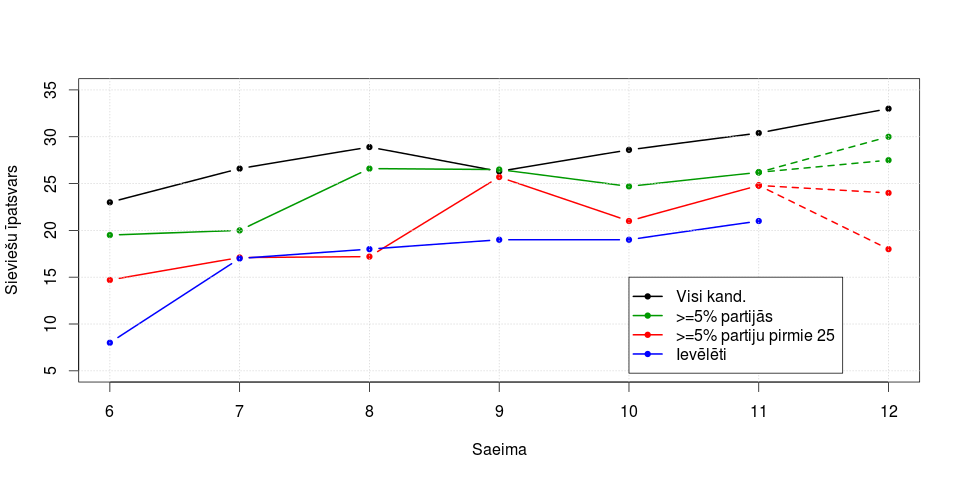 Sieviešu īpatsvars
35
30
25
20
15
10
5
Visi kand.
>=5% partijās
>=5% partiju pirmie 25
Ievēlēti
6 7 8 9 10 11 12
Saeima